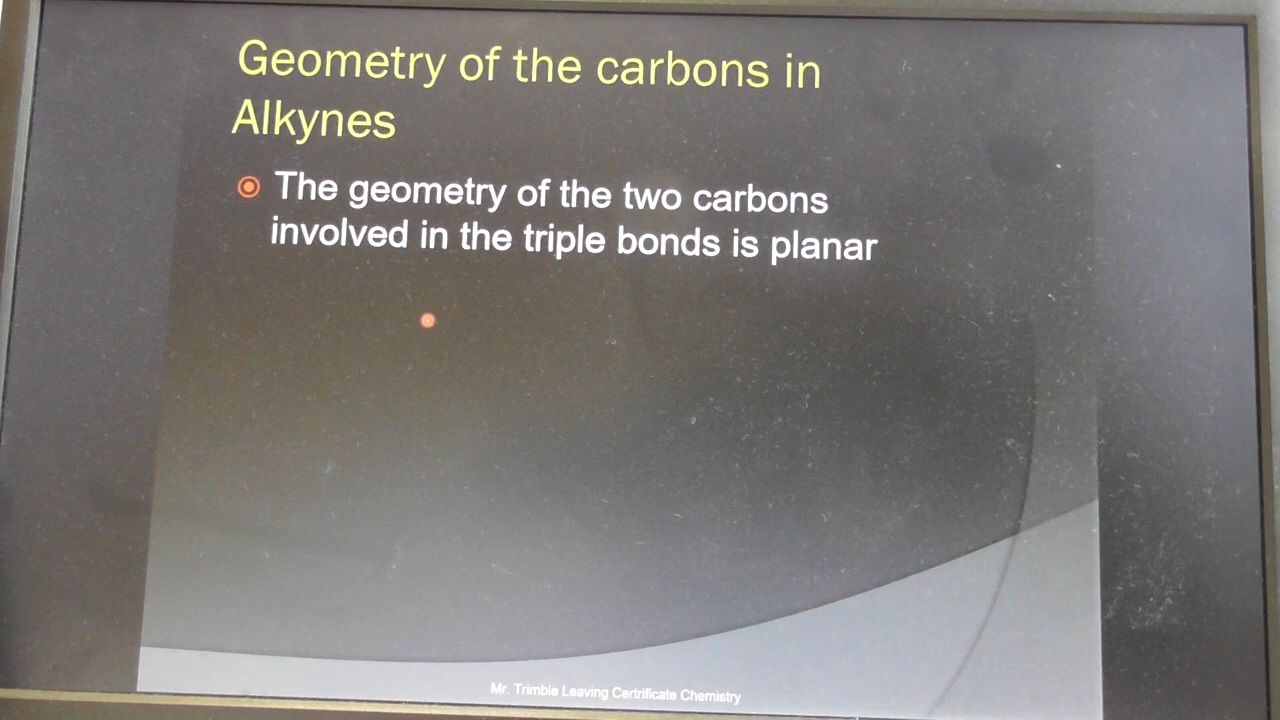 Geometry of the carbons in
Alkynes
The geometry of the two carbons
involved in the triple bonds is planar
Mr. Trimble Leaving Certrificate Chemistry